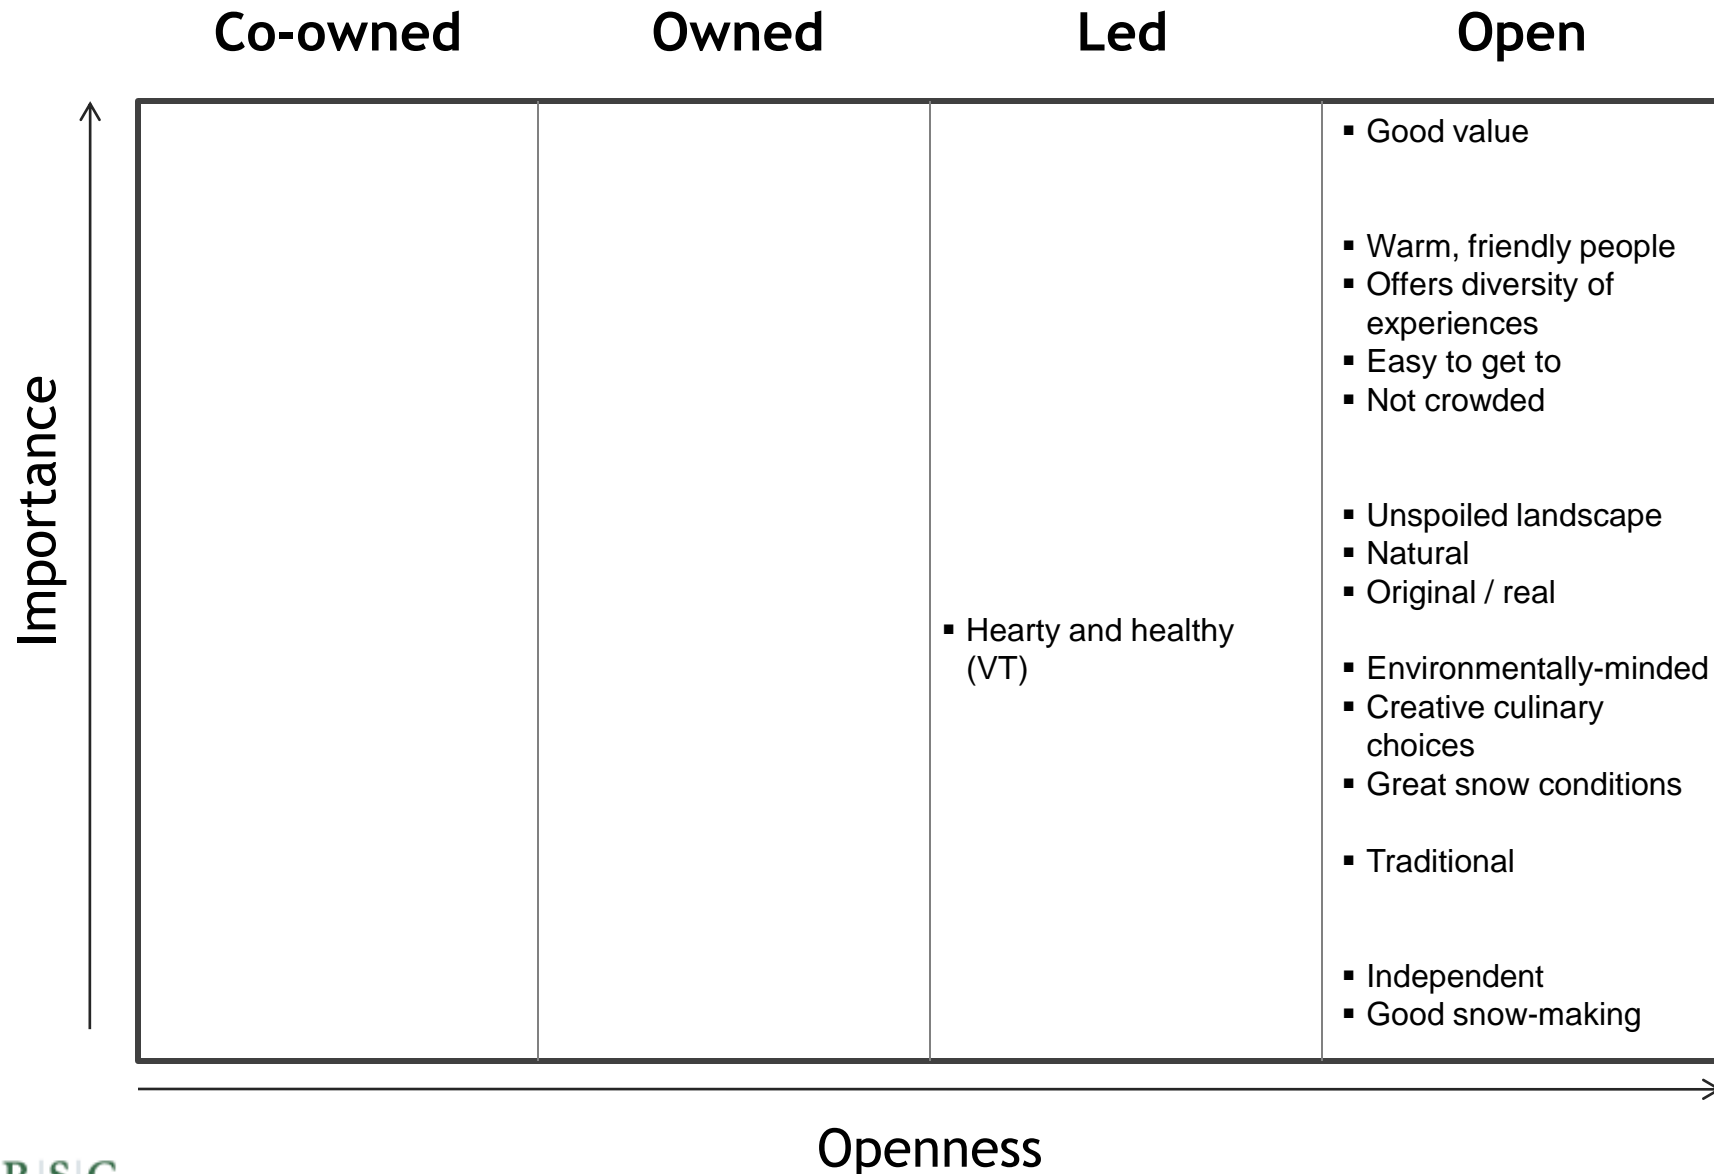 Co-owned
Owned
Led
Open
Importance
▪ Good value
▪ Warm, friendly people
▪ Offers diversity of
experiences
▪ Easy to get to
▪ Not crowded
▪ Unspoiled landscape
▪ Natural
▪ Original / real
▪ Hearty and healthy
(VT)
▪ Environmentally-minded
▪ Creative culinary
choices
▪ Great snow conditions
▪ Traditional
▪ Independent
▪ Good snow-making
Openness